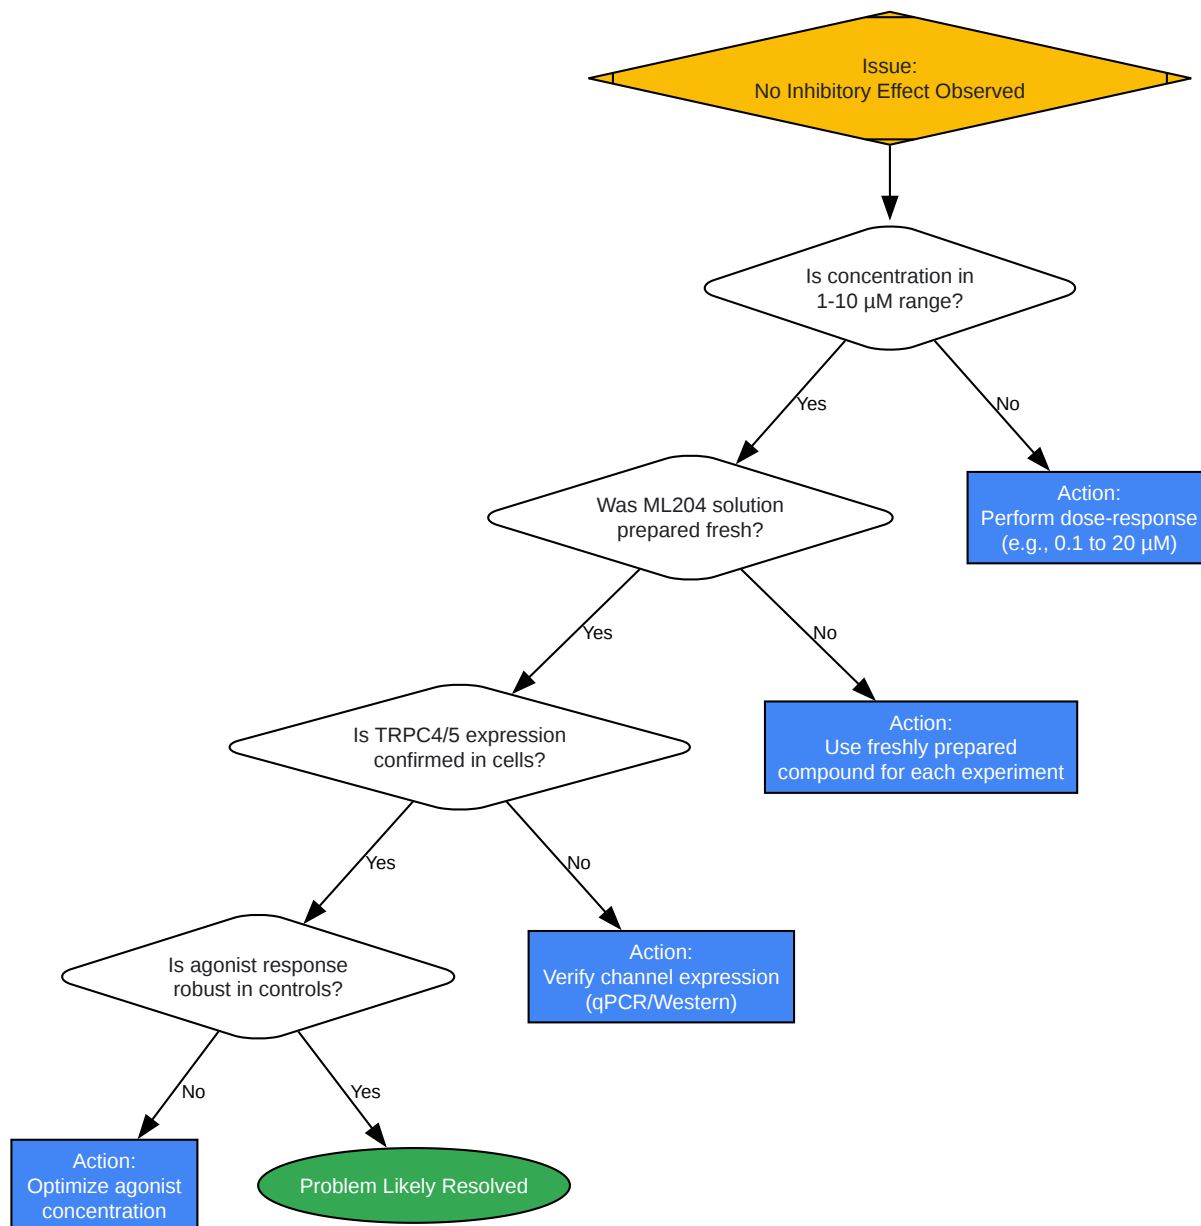 Issue:
No Inhibitory Effect Observed
Is concentration in
1-10 µM range?
Yes
No
Was ML204 solution
prepared fresh?
Action:
Perform dose-response
(e.g., 0.1 to 20 µM)
Yes
No
Is TRPC4/5 expression
confirmed in cells?
Action:
Use freshly prepared
compound for each experiment
Yes
No
Is agonist response
robust in controls?
Action:
Verify channel expression
(qPCR/Western)
No
Yes
Action:
Optimize agonist
concentration
Problem Likely Resolved